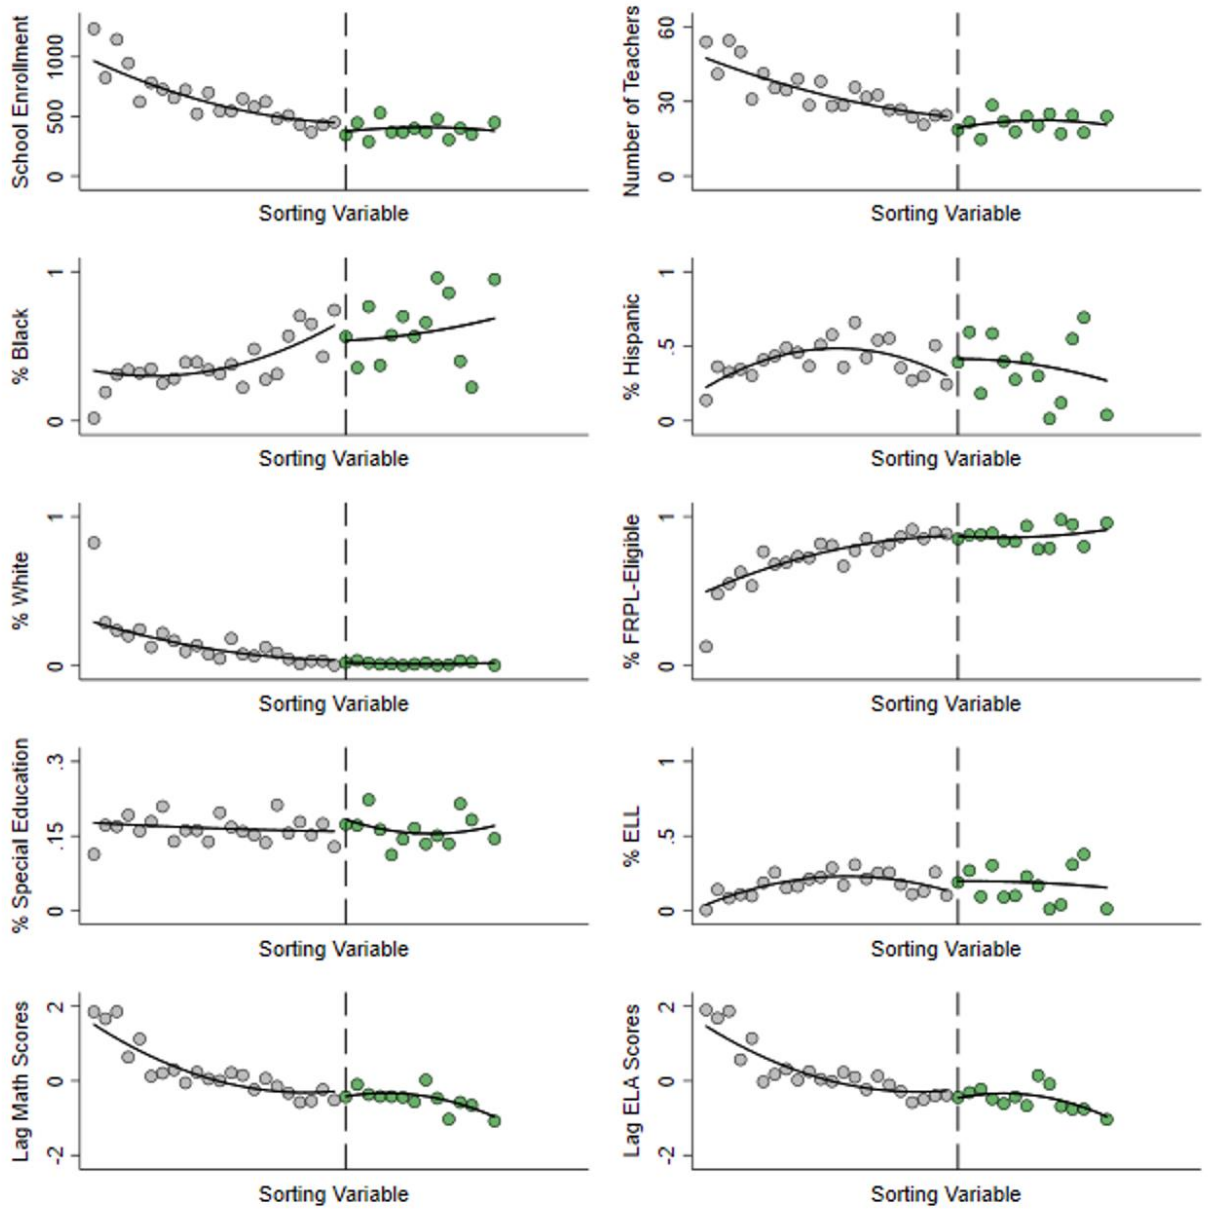 School Enrollment
1000
500
0
Sorting Variable
Number of Teachers
60
30
0
Sorting Variable
% Black
1
0
Sorting Variable
% Hispanic
1
.5
0
Sorting Variable
% White
1
0
Sorting Variable
% FRPL-Eligible
1
0
Sorting Variable
% Special Education
.3
.15
0
Sorting Variable
% ELL
1
.5
0
Sorting Variable
Lag Math Scores
2
0
-2
Sorting Variable
Lag ELA Scores
2
0
-2
Sorting Variable